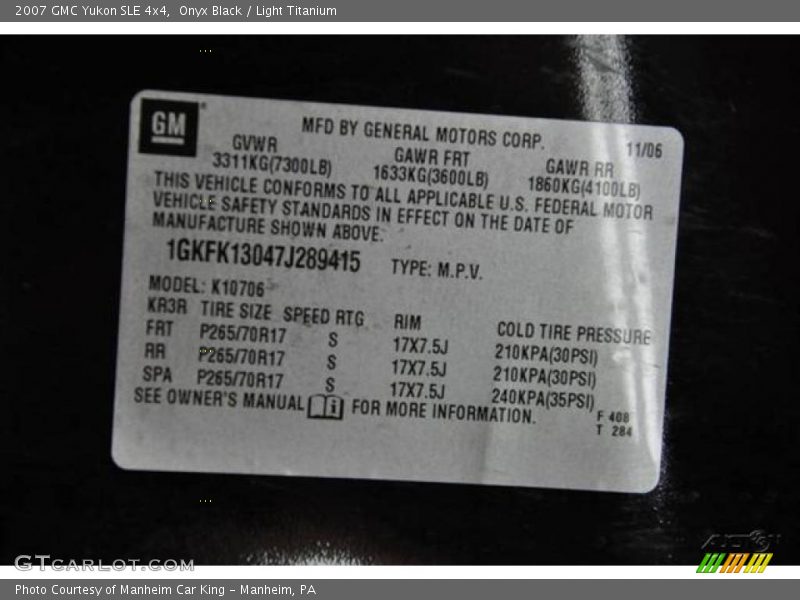 2007 GMC Yukon SLE 4x4,  Onyx Black / Light Titanium
GM
MFD BY GENERAL MOTORS CORP.
11/06
GVWR GAWR FRT GAWR RR
3311KG(7300LB) 1633KG(3600LB) 1860KG(4100LB)
THIS VEHICLE CONFORMS TO ALL APPLICABLE U.S. FEDERAL MOTOR
VEHICLE SAFETY STANDARDS IN EFFECT ON THE DATE OF
MANUFACTURE SHOWN ABOVE.
1GKFK13047J289415 TYPE: M.P.V.
MODEL: K10706
KR3R TIRE SIZE SPEED RTG RIM COLD TIRE PRESSURE
FRT P265/70R17 S 17X7.5J 210KPA(30PSI)
RR P265/70R17 S 17X7.5J 210KPA(30PSI)
SPA P265/70R17 S 17X7.5J 240KPA(35PSI)
SEE OWNER'S MANUAL FOR MORE INFORMATION.
F 408
T 284
GTcarlot.com
Photo Courtesy of Manheim Car King – Manheim, PA